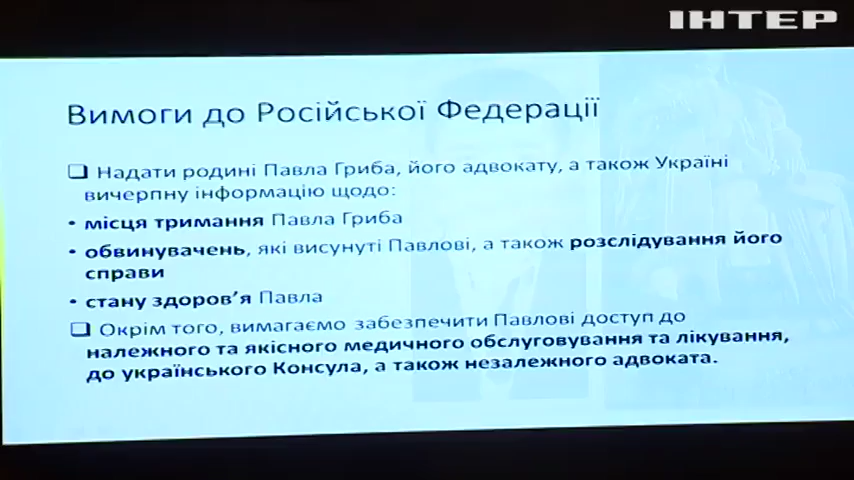 ІНТЕР
Вимоги до Російської Федерації
❑ Надати родині Павла Гриба, його адвокату, а також Україні
вичерпну інформацію щодо:
• місця тримання Павла Гриба
• обвинувачень, які висунуті Павлові, а також розслідування його
справи
• стану здоров’я Павла
❑ Окрім того, вимагаємо забезпечити Павлові доступ до
належного та якісного медичного обслуговування та лікування,
до українського Консула, а також незалежного адвоката.